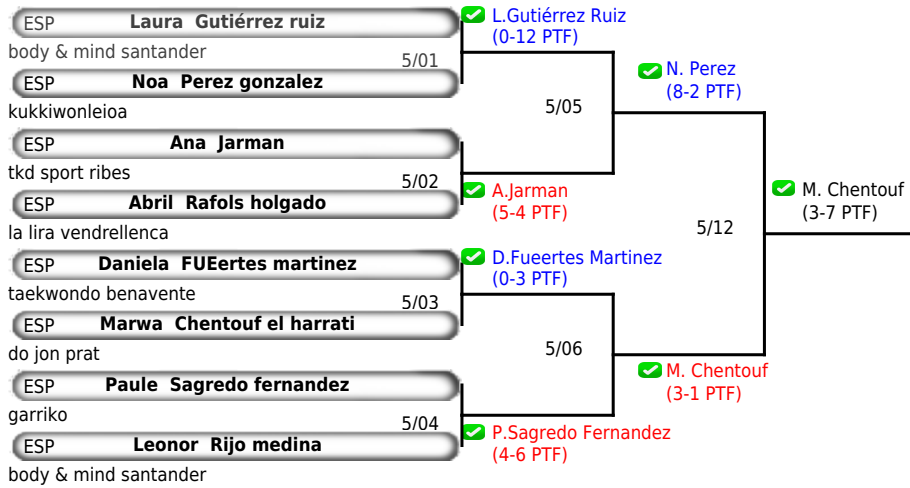 ESP Laura Gutiérrez ruiz
body & mind santander
5/01
ESP Noa Perez gonzalez
kukkiwonleioa
ESP Ana Jarman
tkd sport ribes
5/02
ESP Abril Rafols holgado
la lira vendrellenca
ESP Daniela FUEertes martinez
taekwondo benavente
5/03
ESP Marwa Chentouf el harrati
do jon prat
ESP Paule Sagredo fernandez
garriko
5/04
ESP Leonor Rijo medina
body & mind santander
L.Gutiérrez Ruiz
(0-12 PTF)
5/05
A.Jarman
(5-4 PTF)
D.Fueertes Martinez
(0-3 PTF)
5/06
P.Sagredo Fernandez
(4-6 PTF)
N. Perez
(8-2 PTF)
5/12
M. Chentouf
(3-1 PTF)
M. Chentouf
(3-7 PTF)